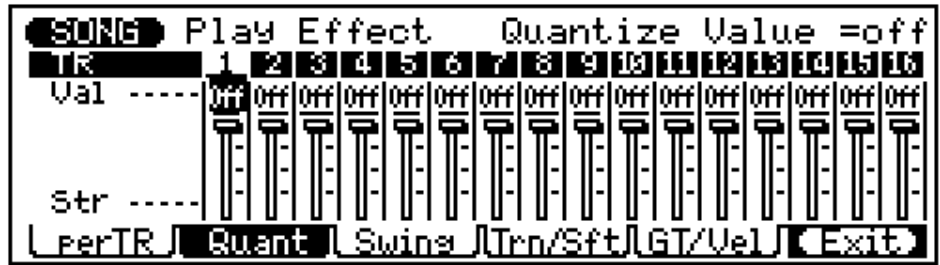 SONG Play Effect Quantize Value =off
TR 1 2 3 4 5 6 7 8 9 10 11 12 13 14 15 16
Val ----- Off Off Off Off Off Off Off Off Off Off Off Off Off Off Off Off
Str -----
perTR Quant Swing Trn/Sft GT/Vel Exit